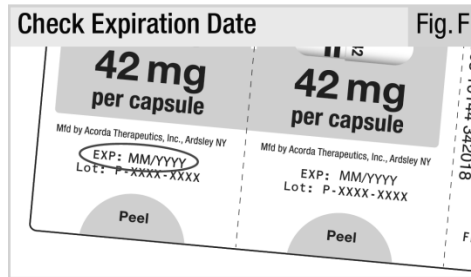 Check Expiration Date
Fig. F
42 mg
per capsule
Mfd by Acorda Therapeutics, Inc., Ardsley NY
EXP: MM/YYYY
Lot: P-XXXX-XXXX
Peel
42 mg
per capsule
Mfd by Acorda Therapeutics, Inc., Ardsley NY
EXP: MM/YYYY
Lot: P-XXXX-XXXX
Peel